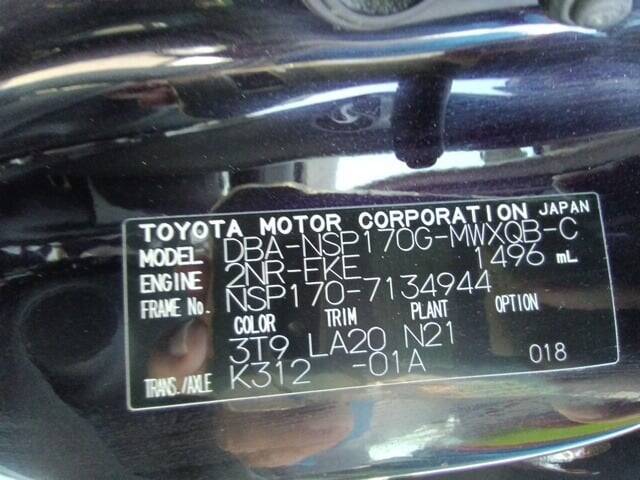 TOYOTA MOTOR CORPORATION JAPAN
MODEL DBA-NSP170G-MWXQB-C
ENGINE 2NR-FKE 1496 mL
FRAME No. NSP170-7134944
COLOR TRIM PLANT OPTION
3T9 LA20 N21
TRANS./AXLE K312 -01A 018